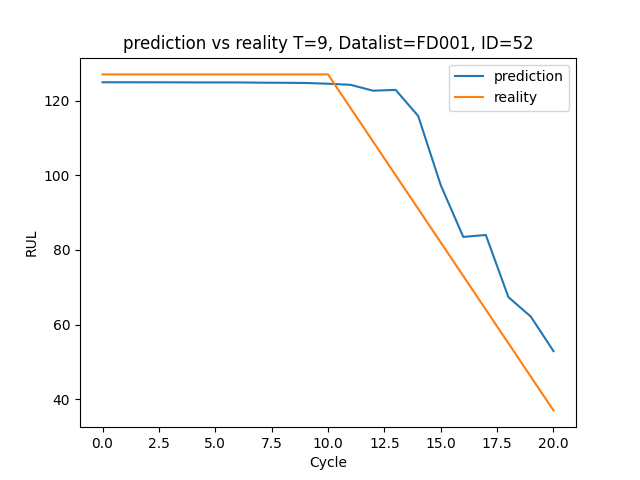 prediction vs reality T=9, Datalist=FD001, ID=52
prediction
reality
RUL
120
100
80
60
40
0.0 2.5 5.0 7.5 10.0 12.5 15.0 17.5 20.0
Cycle